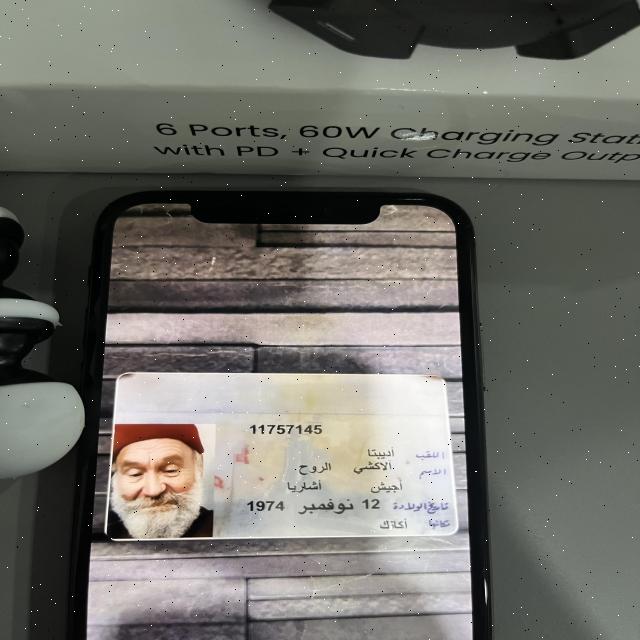 6 Ports, 60W Charging Stati
with PD + Quick Charge Outp
11757145
اللقب أديبتا
الاسم الاكشي الروح
أجيش أشاريا
تاريخ الولادة 12 نوفمبر 1974
مكانها أكاك